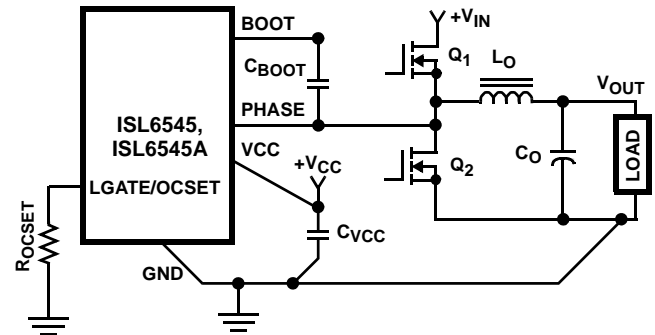 +VIN
BOOT
Q1
LO
CBOOT
VOUT
PHASE
ISL6545,
ISL6545A
VCC
+VCC
Q2
CO
LOAD
LGATE/OCSET
CVCC
ROCSET
GND